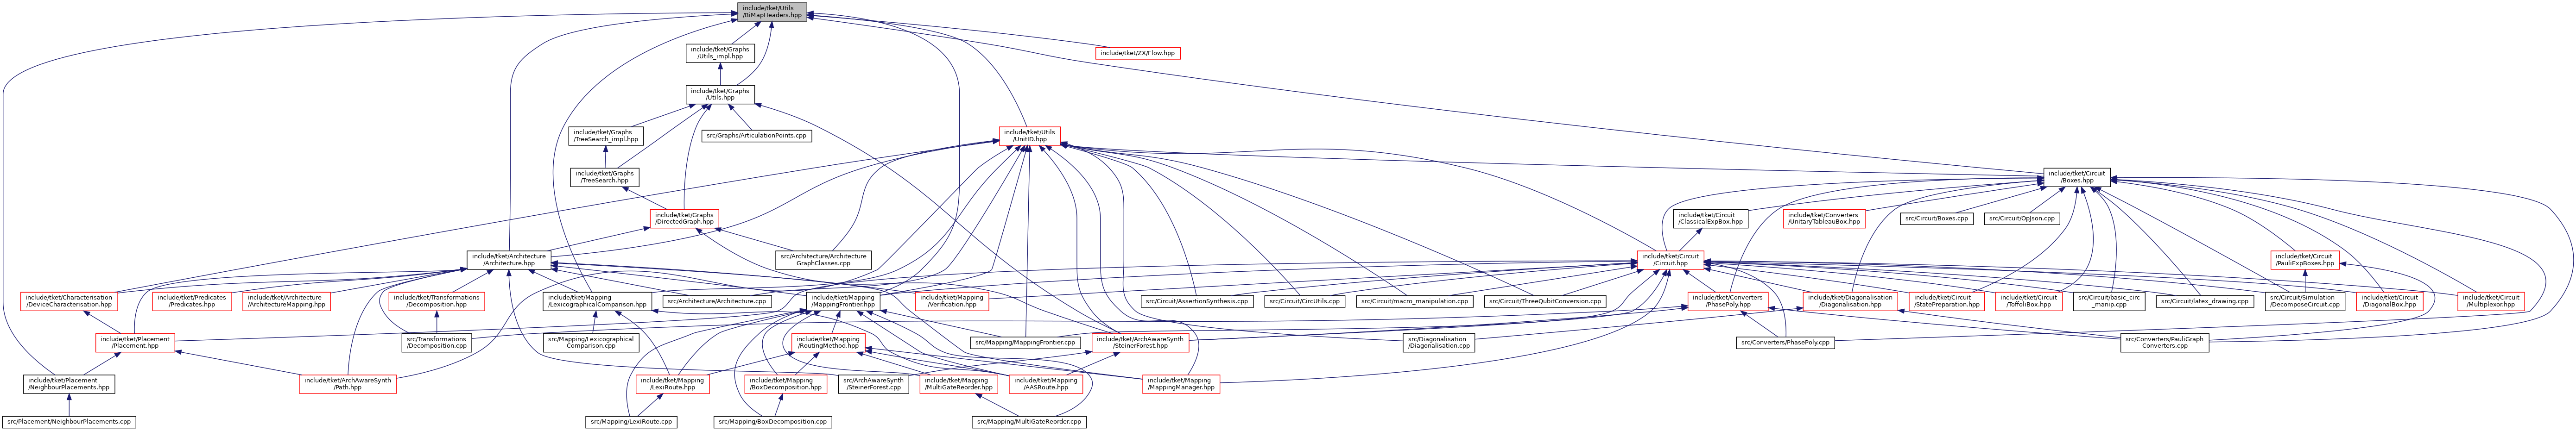 include/tket/Utils
/BiMapHeaders.hpp
include/tket/Graphs
/Utils_impl.hpp
include/tket/ZX/Flow.hpp
include/tket/Graphs
/Utils.hpp
include/tket/Graphs
/TreeSearch_impl.hpp
src/Graphs/ArticulationPoints.cpp
include/tket/Utils
/UnitID.hpp
include/tket/Graphs
/TreeSearch.hpp
include/tket/Circuit
/Boxes.hpp
include/tket/Graphs
/DirectedGraph.hpp
include/tket/Circuit
/ClassicalExpBox.hpp
include/tket/Converters
/UnitaryTableauBox.hpp
src/Circuit/Boxes.cpp
src/Circuit/OpJson.cpp
include/tket/Architecture
/Architecture.hpp
src/Architecture/Architecture
GraphClasses.cpp
include/tket/Circuit
/Circuit.hpp
include/tket/Circuit
/PauliExpBoxes.hpp
include/tket/Characterisation
/DeviceCharacterisation.hpp
include/tket/Predicates
/Predicates.hpp
include/tket/Architecture
/ArchitectureMapping.hpp
include/tket/Transformations
/Decomposition.hpp
include/tket/Mapping
/LexicographicalComparison.hpp
src/Architecture/Architecture.cpp
include/tket/Mapping
/MappingFrontier.hpp
include/tket/Mapping
/Verification.hpp
src/Circuit/AssertionSynthesis.cpp
src/Circuit/CircUtils.cpp
src/Circuit/macro_manipulation.cpp
src/Circuit/ThreeQubitConversion.cpp
include/tket/Converters
/PhasePoly.hpp
include/tket/Diagonalisation
/Diagonalisation.hpp
include/tket/Circuit
/StatePreparation.hpp
include/tket/Circuit
/ToffoliBox.hpp
src/Circuit/basic_circ
_manip.cpp
src/Circuit/latex_drawing.cpp
src/Circuit/Simulation
/DecomposeCircuit.cpp
include/tket/Circuit
/DiagonalBox.hpp
include/tket/Circuit
/Multiplexor.hpp
include/tket/Placement
/Placement.hpp
src/Transformations
/Decomposition.cpp
src/Mapping/Lexicographical
Comparison.cpp
include/tket/Mapping
/RoutingMethod.hpp
src/Mapping/MappingFrontier.cpp
include/tket/ArchAwareSynth
/SteinerForest.hpp
src/Diagonalisation
/Diagonalisation.cpp
src/Converters/PhasePoly.cpp
src/Converters/PauliGraph
Converters.cpp
include/tket/Placement
/NeighbourPlacements.hpp
include/tket/ArchAwareSynth
/Path.hpp
include/tket/Mapping
/LexiRoute.hpp
include/tket/Mapping
/BoxDecomposition.hpp
src/ArchAwareSynth
/SteinerForest.cpp
include/tket/Mapping
/MultiGateReorder.hpp
include/tket/Mapping
/AASRoute.hpp
include/tket/Mapping
/MappingManager.hpp
src/Placement/NeighbourPlacements.cpp
src/Mapping/LexiRoute.cpp
src/Mapping/BoxDecomposition.cpp
src/Mapping/MultiGateReorder.cpp